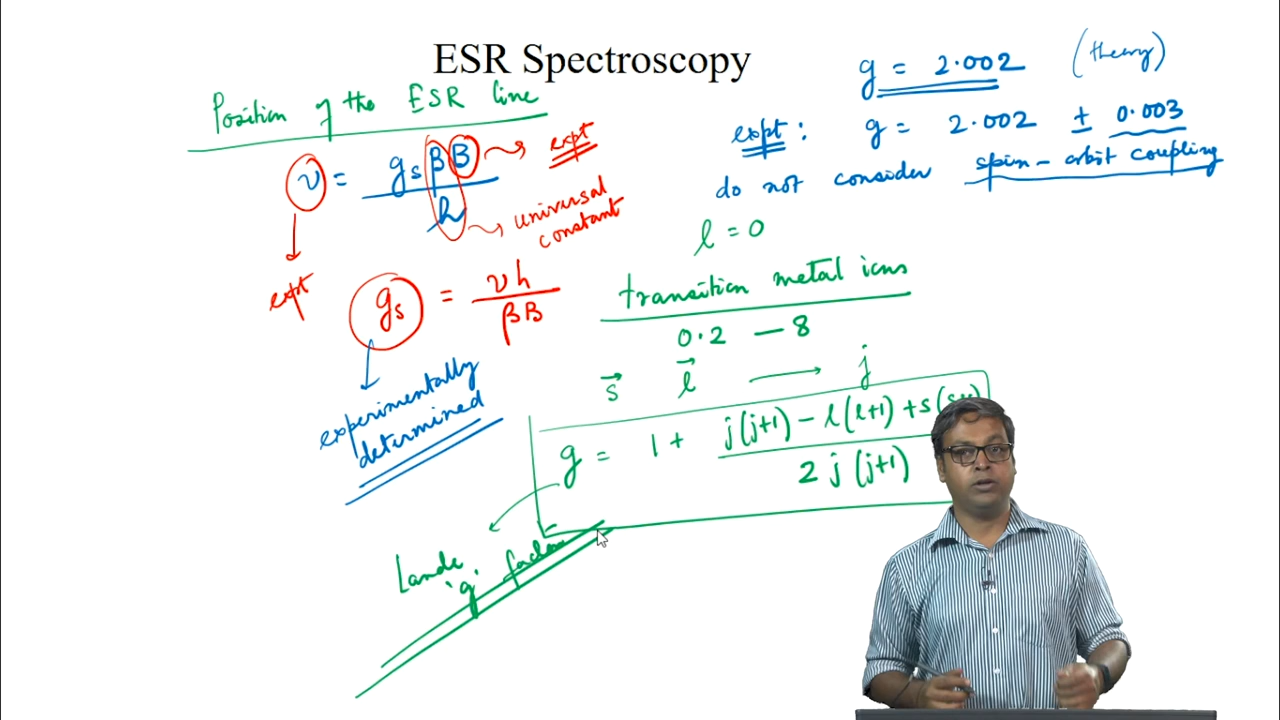 ESR Spectroscopy
Position of the ESR line
ν = gₛβB / h
→ expt
→ universal constant
expt
gₛ = νh / βB
experimentally
determined
g = 2.002 (theory)
expt: g = 2.002 ± 0.003
do not consider spin-orbit coupling
l = 0
transition metal ions
0.2 — 8
s⃗ l⃗ → j
g = 1 + j(j+1) - l(l+1) + s(s+1) / 2j(j+1)
Lande 'g' factor